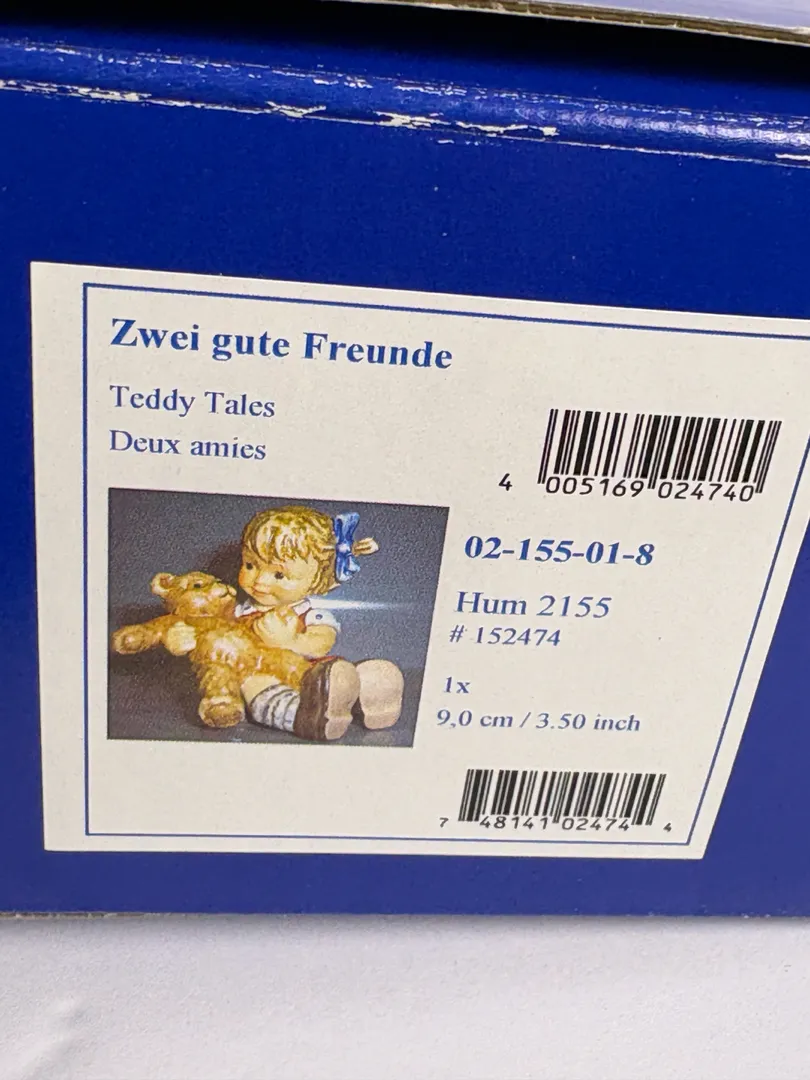 Zwei gute Freunde
Teddy Tales
Deux amies
4 005169 024740
02-155-01-8
Hum 2155
# 152474
1x
9,0 cm / 3.50 inch
7 48141 02474 4